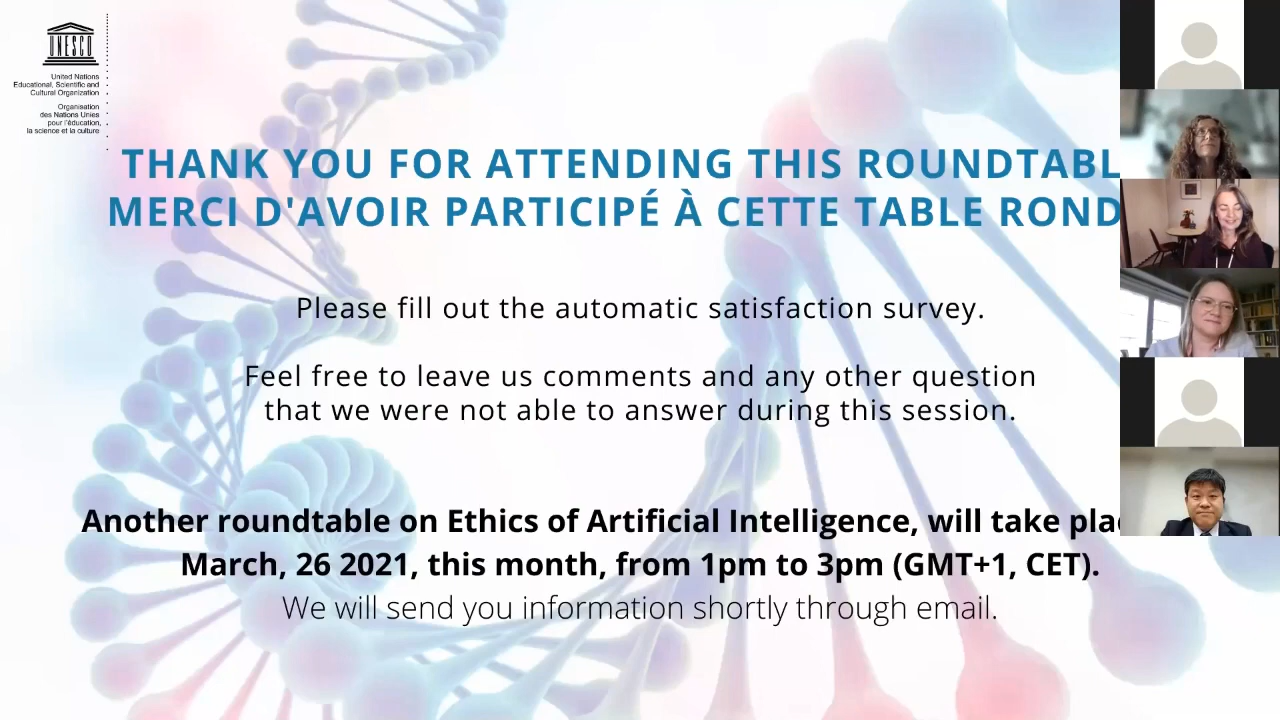 UNESCO
United Nations
Educational, Scientific and
Cultural Organization
Organisation
des Nations Unies
pour l'éducation,
la science et la culture
THANK YOU FOR ATTENDING THIS ROUNDTABL
MERCI D'AVOIR PARTICIPÉ À CETTE TABLE ROND
Please fill out the automatic satisfaction survey.
Feel free to leave us comments and any other question
that we were not able to answer during this session.
Another roundtable on Ethics of Artificial Intelligence, will take plac
March, 26 2021, this month, from 1pm to 3pm (GMT+1, CET).
We will send you information shortly through email.